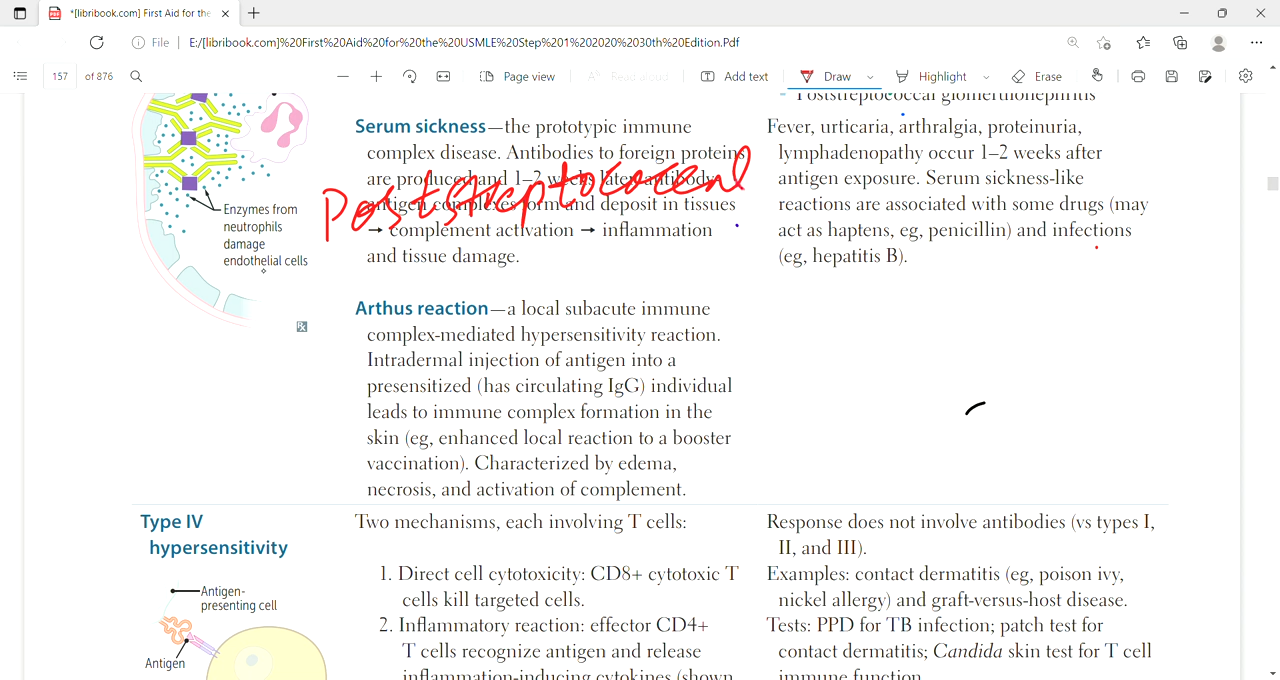 *[libribook.com] First Aid for the
File E:/[libribook.com]%20First%20Aid%20for%20the%20USMLE%20Step%201%202020%2030th%20Edition.Pdf
157 of 876 Page view Read aloud Add text Draw Highlight Erase
Poststreptococcal glomerulonephritis
Enzymes from
neutrophils
damage
endothelial cells
Rx
Serum sickness—the prototypic immune
complex disease. Antibodies to foreign proteins
are produced and 1–2 weeks later, antibody-
antigen complexes form and deposit in tissues
→ complement activation → inflammation
and tissue damage.
Poststreptococcal
Fever, urticaria, arthralgia, proteinuria,
lymphadenopathy occur 1–2 weeks after
antigen exposure. Serum sickness-like
reactions are associated with some drugs (may
act as haptens, eg, penicillin) and infections
(eg, hepatitis B).
Arthus reaction—a local subacute immune
complex-mediated hypersensitivity reaction.
Intradermal injection of antigen into a
presensitized (has circulating IgG) individual
leads to immune complex formation in the
skin (eg, enhanced local reaction to a booster
vaccination). Characterized by edema,
necrosis, and activation of complement.
Type IV
hypersensitivity
Antigen-
presenting cell
Antigen
Two mechanisms, each involving T cells:
1. Direct cell cytotoxicity: CD8+ cytotoxic T
cells kill targeted cells.
2. Inflammatory reaction: effector CD4+
T cells recognize antigen and release
inflammation-inducing cytokines (shown
Response does not involve antibodies (vs types I,
II, and III).
Examples: contact dermatitis (eg, poison ivy,
nickel allergy) and graft-versus-host disease.
Tests: PPD for TB infection; patch test for
contact dermatitis; Candida skin test for T cell
immune function.